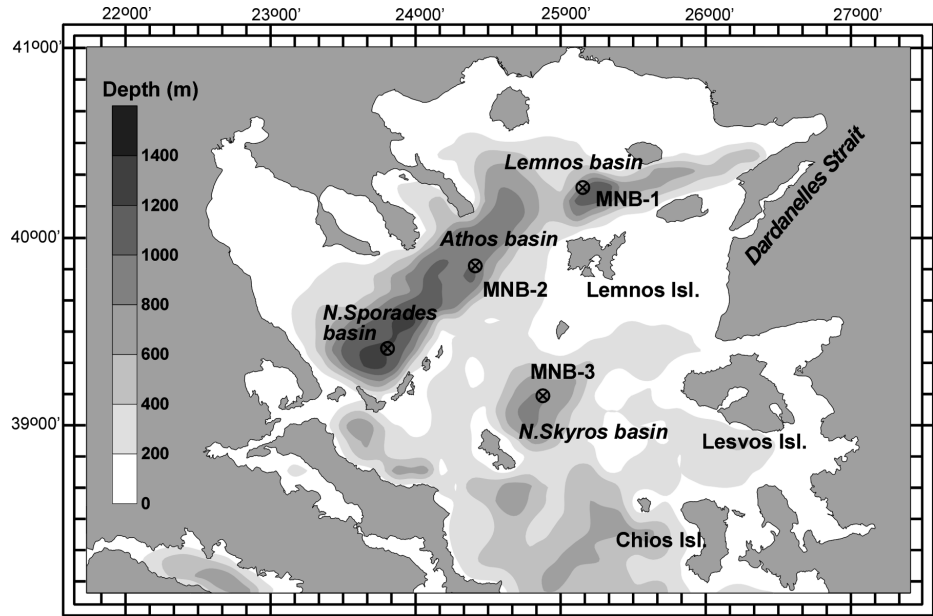 22º00' 23º00' 24º00' 25º00' 26º00' 27º00'
41º00'
Depth (m)
1400
1200
1000
800
600
400
200
0
Lemnos basin
MNB-1
Dardanelles Strait
40º00'
Athos basin
MNB-2
Lemnos Isl.
N.Sporades
basin
MNB-3
39º00'
N.Skyros basin
Lesvos Isl.
Chios Isl.